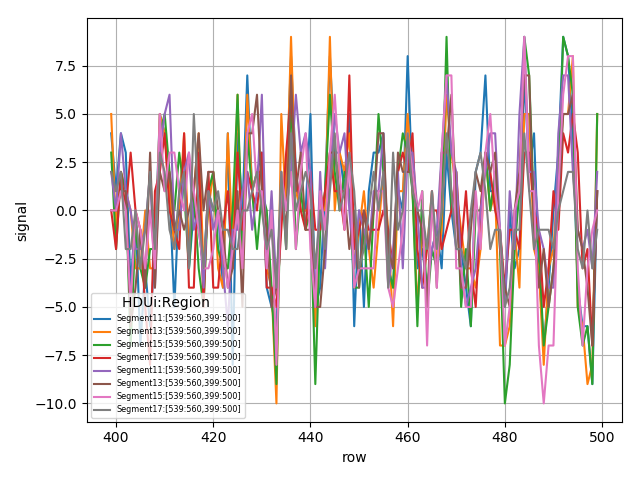 7.5
5.0
2.5
0.0
−2.5
−5.0
−7.5
−10.0
signal
HDUi:Region
Segment11:[539:560,399:500]
Segment13:[539:560,399:500]
Segment15:[539:560,399:500]
Segment17:[539:560,399:500]
Segment11:[539:560,399:500]
Segment13:[539:560,399:500]
Segment15:[539:560,399:500]
Segment17:[539:560,399:500]
400 420 440 460 480 500
row